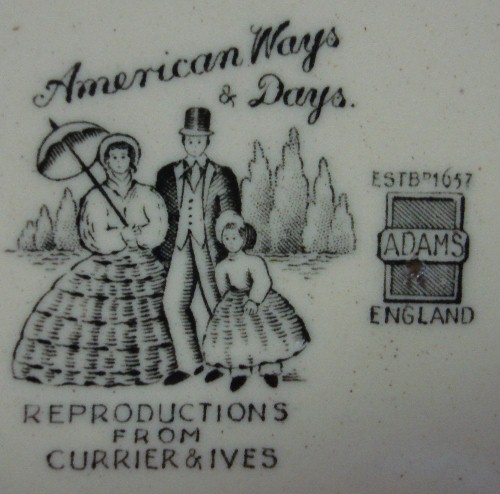 American Ways
& Days.
ESTBD 1657
ADAMS
ENGLAND
REPRODUCTIONS
FROM
CURRIER & IVES